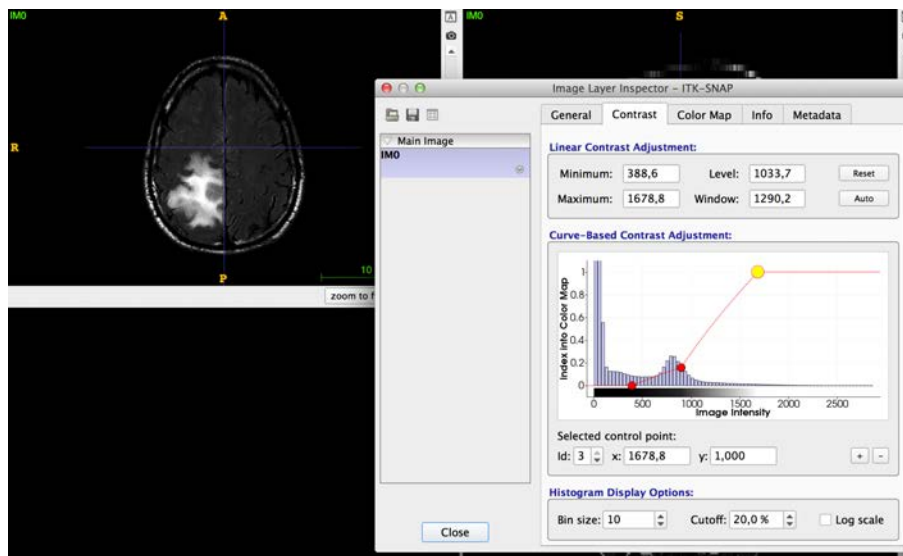 IM0
A
R
P
10
zoom to f
IM0
S
Image Layer Inspector – ITK-SNAP
Main Image
IM0
Close
General Contrast Color Map Info Metadata
Linear Contrast Adjustment:
Minimum: 388,6 Level: 1033,7 Reset
Maximum: 1678,8 Window: 1290,2 Auto
Curve-Based Contrast Adjustment:
Index into Color Map
1
0.8
0.6
0.4
0.2
0
0 500 1000 1500 2000 2500
Image Intensity
Selected control point:
Id: 3 x: 1678,8 y: 1,000 + -
Histogram Display Options:
Bin size: 10 Cutoff: 20,0 % Log scale